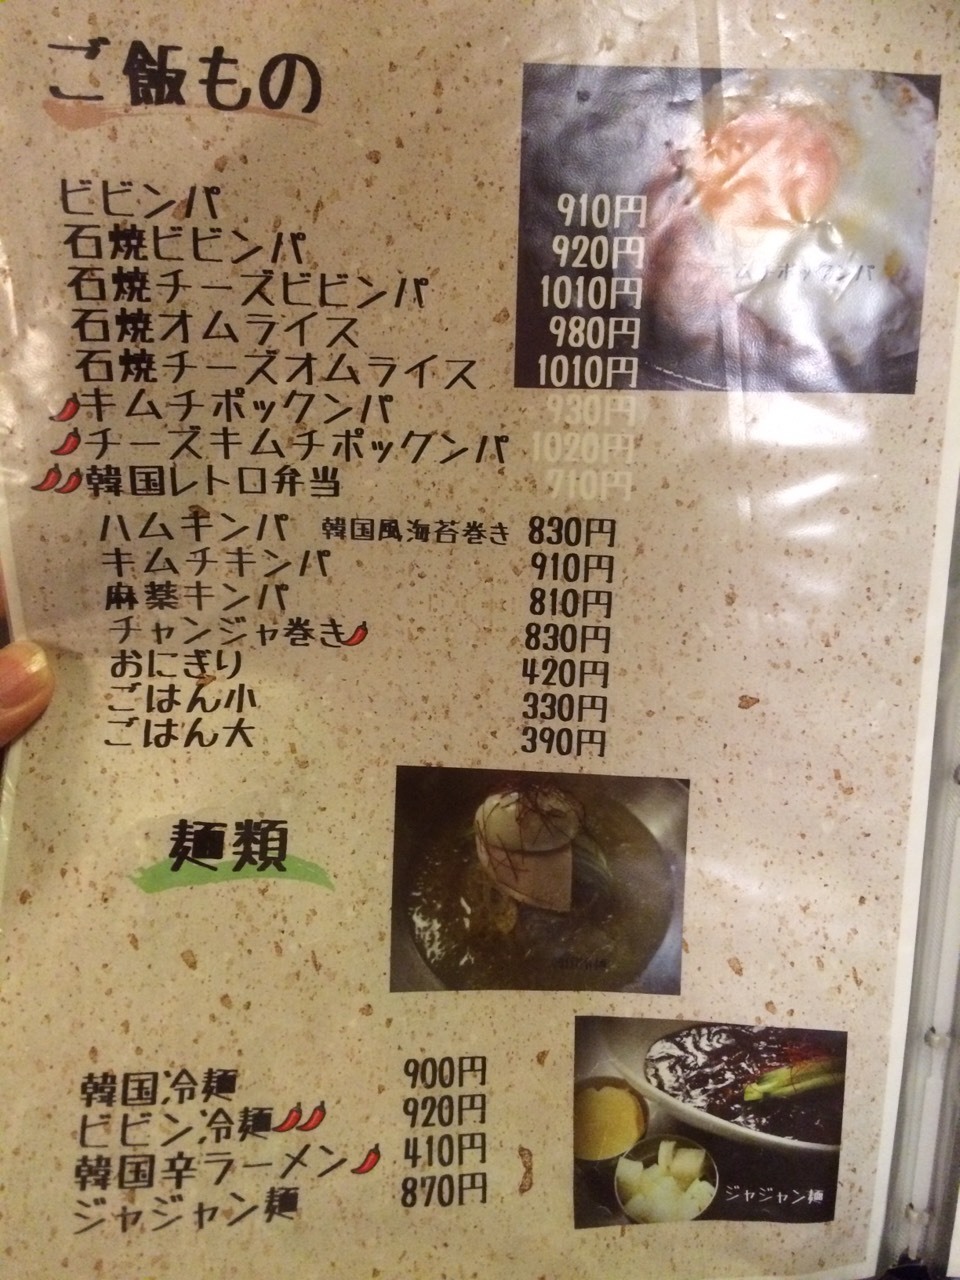 ご飯もの
ビビンパ 910円
石焼ビビンパ 920円
石焼チーズビビンパ 1010円
石焼オムライス 980円
石焼チーズオムライス 1010円
キムチポックンパ 930円
チーズキムチポックンパ 1020円
韓国レトロ弁当 710円
キムチポックンパ
ハムキンパ 韓国風海苔巻き 830円
キムチキンパ 910円
麻薬キンパ 810円
チャンジャ巻き 830円
おにぎり 420円
ごはん小 330円
ごはん大 390円
麺類
韓国冷麺 900円
ビビン冷麺 920円
韓国辛ラーメン 410円
ジャジャン麺 870円
ジャジャン麺